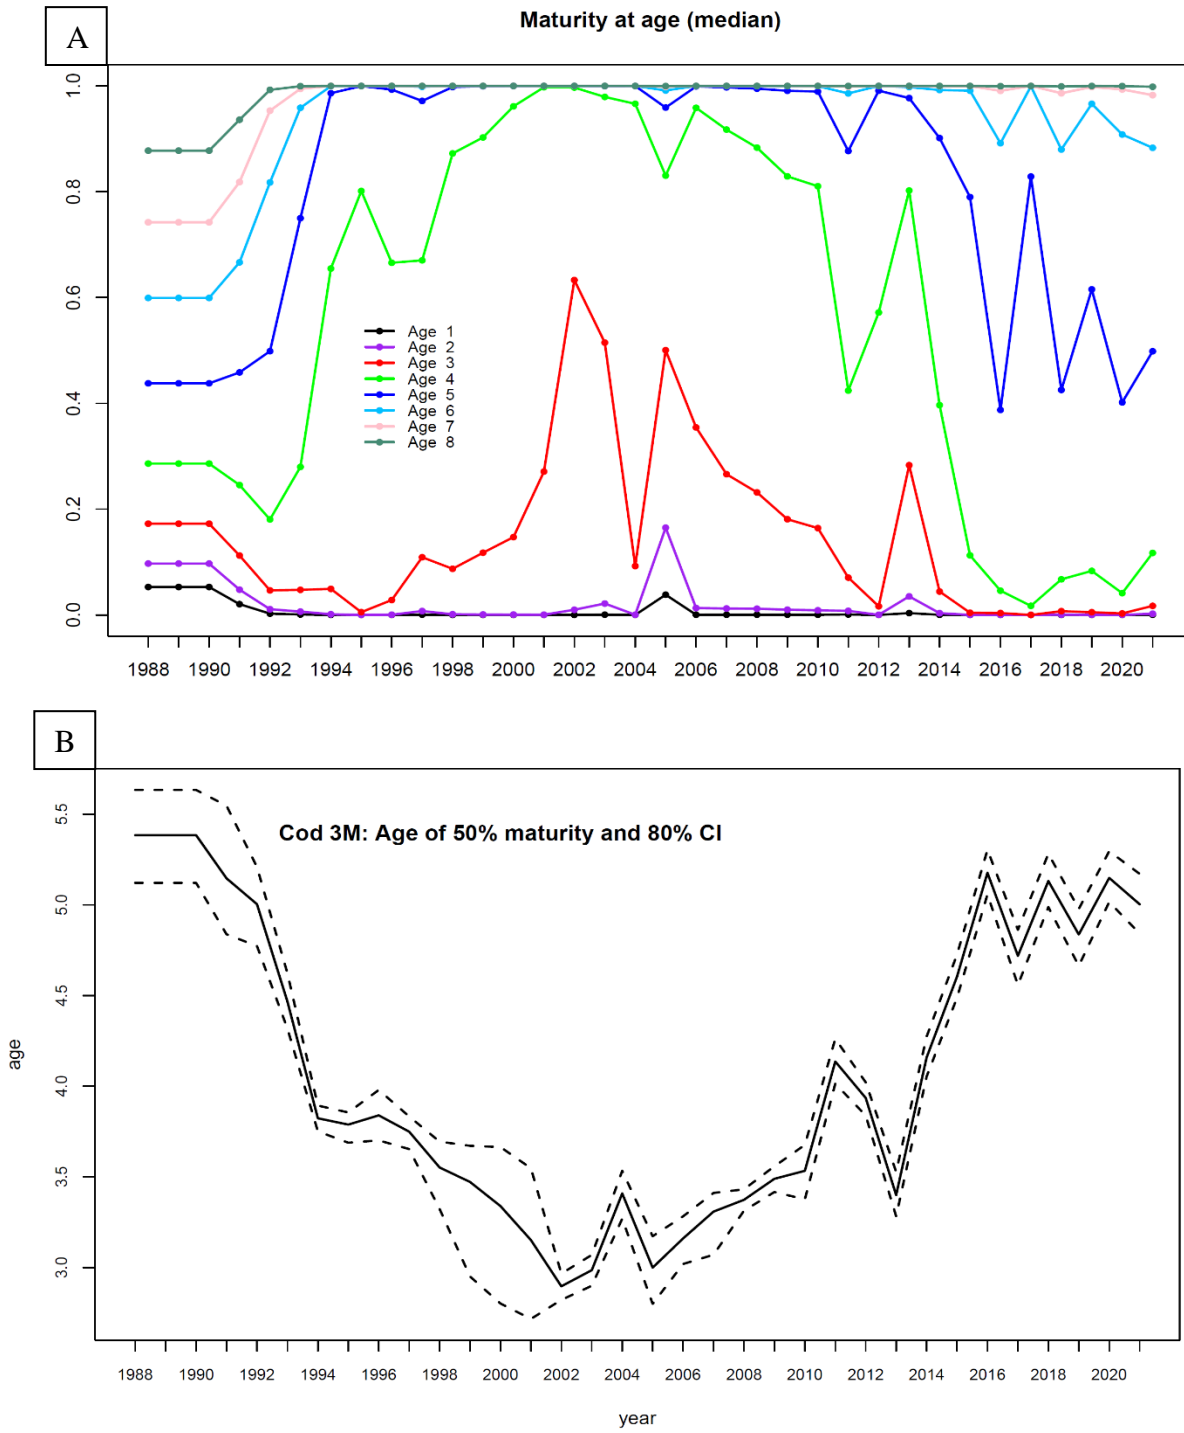 A
Maturity at age (median)
1.0
0.8
0.6
0.4
0.2
0.0
Age 1
Age 2
Age 3
Age 4
Age 5
Age 6
Age 7
Age 8
1988 1990 1992 1994 1996 1998 2000 2002 2004 2006 2008 2010 2012 2014 2016 2018 2020
B
Cod 3M: Age of 50% maturity and 80% CI
5.5
5.0
4.5
4.0
3.5
3.0
age
1988 1990 1992 1994 1996 1998 2000 2002 2004 2006 2008 2010 2012 2014 2016 2018 2020
year